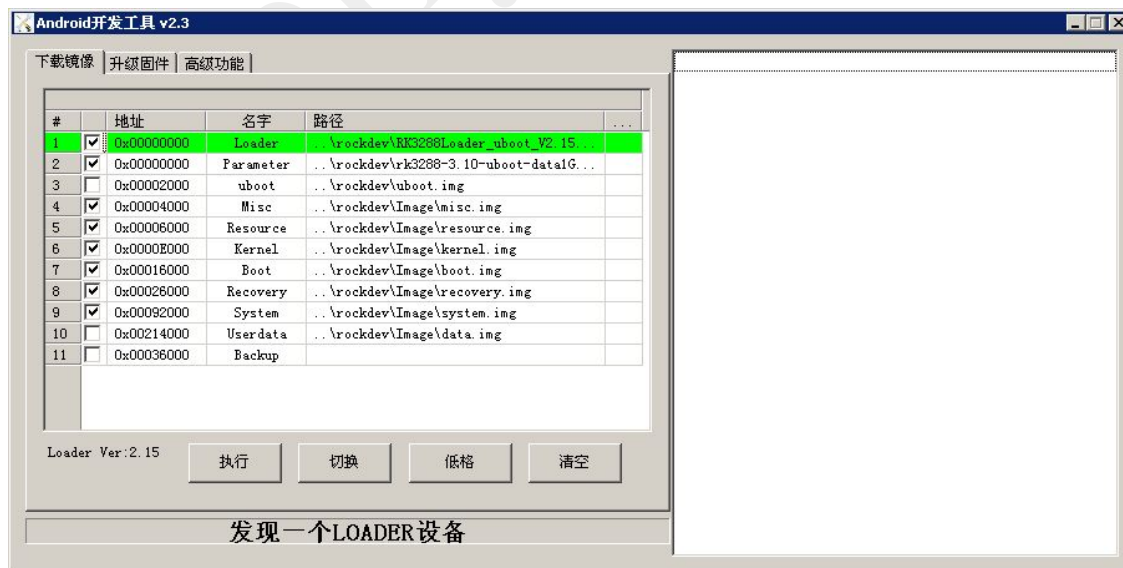 Android开发工具 v2.3
下载镜像 升级固件 高级功能
# 地址 名字 路径 ...
1 0x00000000 Loader ..\rockdev\RK3288Loader_uboot_V2.15...
2 0x00000000 Parameter ..\rockdev\rk3288-3.10-uboot-data1G...
3 0x00002000 uboot ..\rockdev\uboot.img
4 0x00004000 Misc ..\rockdev\Image\misc.img
5 0x00006000 Resource ..\rockdev\Image\resource.img
6 0x0000E000 Kernel ..\rockdev\Image\kernel.img
7 0x00016000 Boot ..\rockdev\Image\boot.img
8 0x00026000 Recovery ..\rockdev\Image\recovery.img
9 0x00092000 System ..\rockdev\Image\system.img
10 0x00214000 Userdata ..\rockdev\Image\data.img
11 0x00036000 Backup
Loader Ver:2.15 执行 切换 低格 清空
发现一个LOADER设备